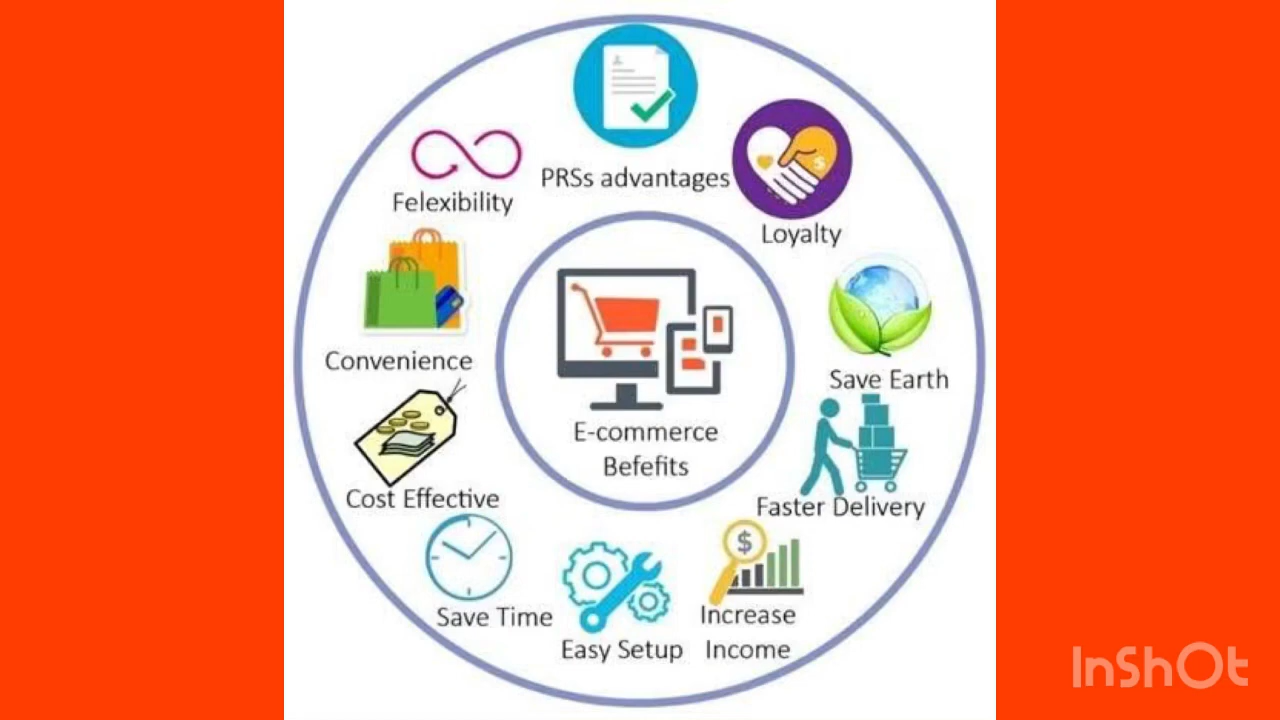 PRSs advantages
Loyalty
Save Earth
Faster Delivery
Increase
Income
Easy Setup
Save Time
Cost Effective
Convenience
Felexibility
E-commerce
Befefits
$
$
InShOt